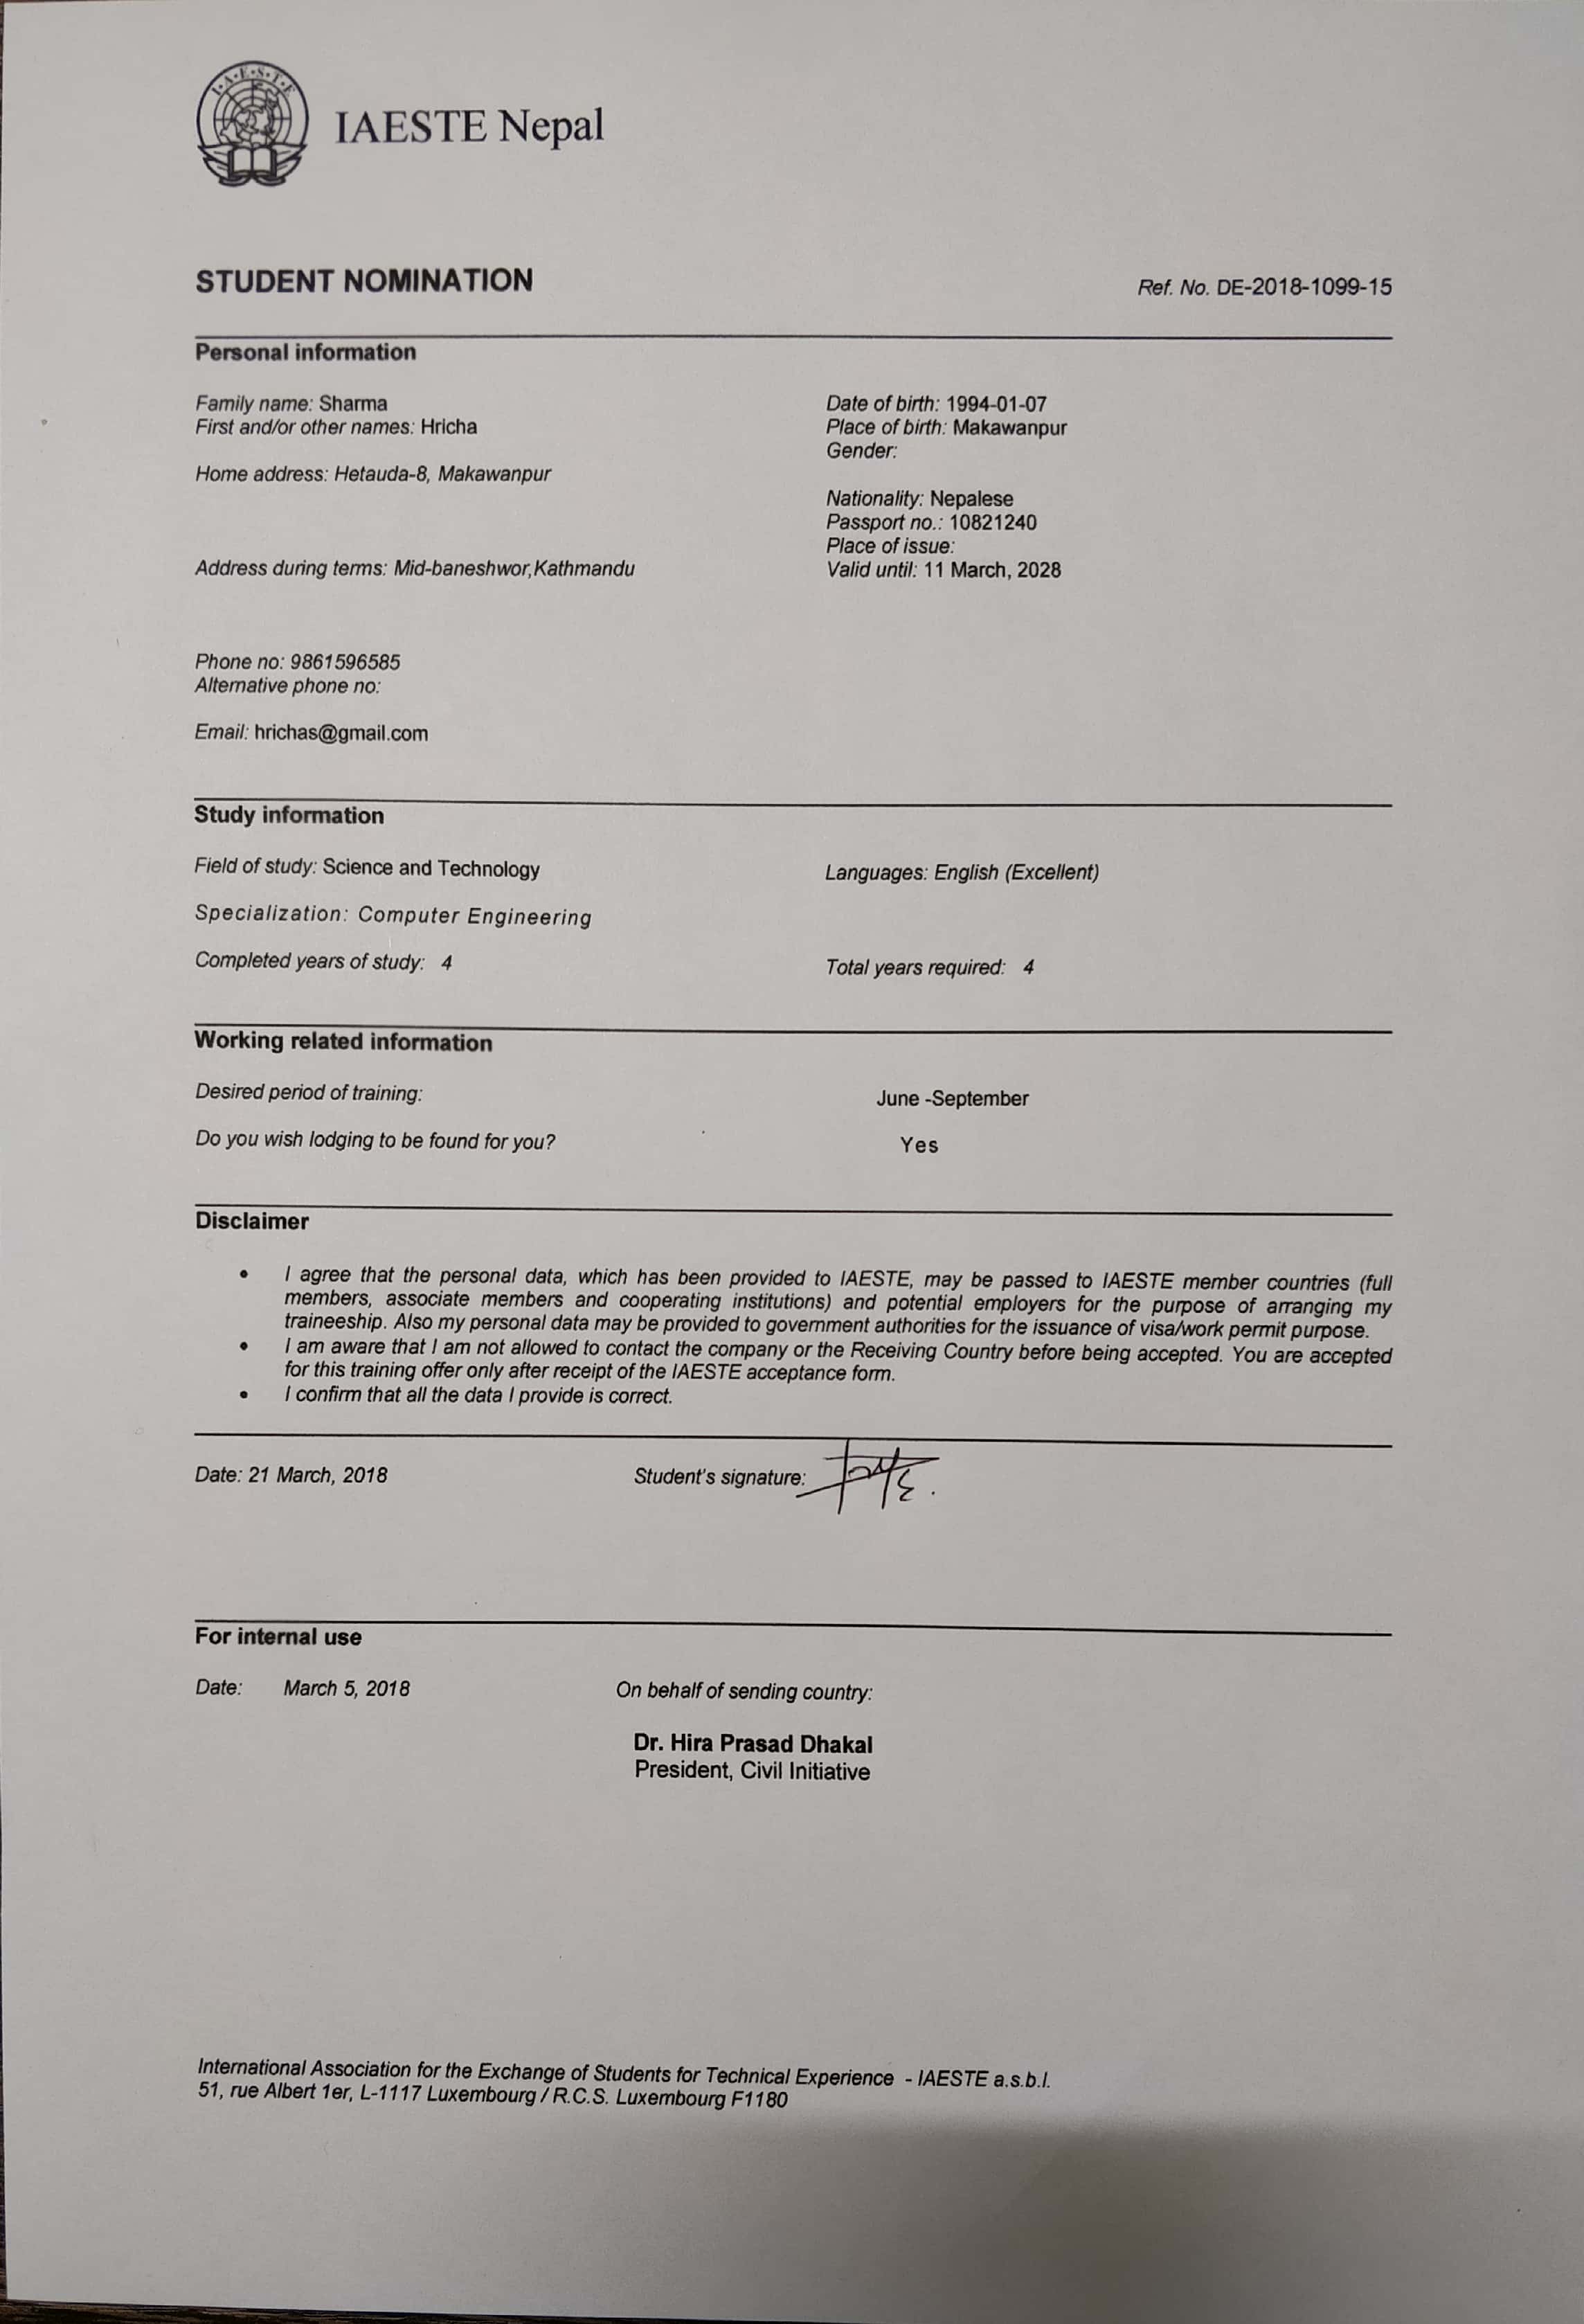 I.A.E.S.T.E
IAESTE Nepal
STUDENT NOMINATION
Ref. No. DE-2018-1099-15
Personal information
Family name: Sharma
First and/or other names: Hricha
Home address: Hetauda-8, Makawanpur
Address during terms: Mid-baneshwor,Kathmandu
Phone no: 9861596585
Alternative phone no:
Email: hrichas@gmail.com
Date of birth: 1994-01-07
Place of birth: Makawanpur
Gender:
Nationality: Nepalese
Passport no.: 10821240
Place of issue:
Valid until: 11 March, 2028
Study information
Field of study: Science and Technology
Languages: English (Excellent)
Specialization: Computer Engineering
Completed years of study: 4
Total years required: 4
Working related information
Desired period of training:
June -September
Do you wish lodging to be found for you?
Yes
Disclaimer
• I agree that the personal data, which has been provided to IAESTE, may be passed to IAESTE member countries (full
members, associate members and cooperating institutions) and potential employers for the purpose of arranging my
traineeship. Also my personal data may be provided to government authorities for the issuance of visa/work permit purpose.
• I am aware that I am not allowed to contact the company or the Receiving Country before being accepted. You are accepted
for this training offer only after receipt of the IAESTE acceptance form.
• I confirm that all the data I provide is correct.
Date: 21 March, 2018
Student's signature:
For internal use
Date: March 5, 2018
On behalf of sending country:
Dr. Hira Prasad Dhakal
President, Civil Initiative
International Association for the Exchange of Students for Technical Experience - IAESTE a.s.b.l.
51, rue Albert 1er, L-1117 Luxembourg / R.C.S. Luxembourg F1180